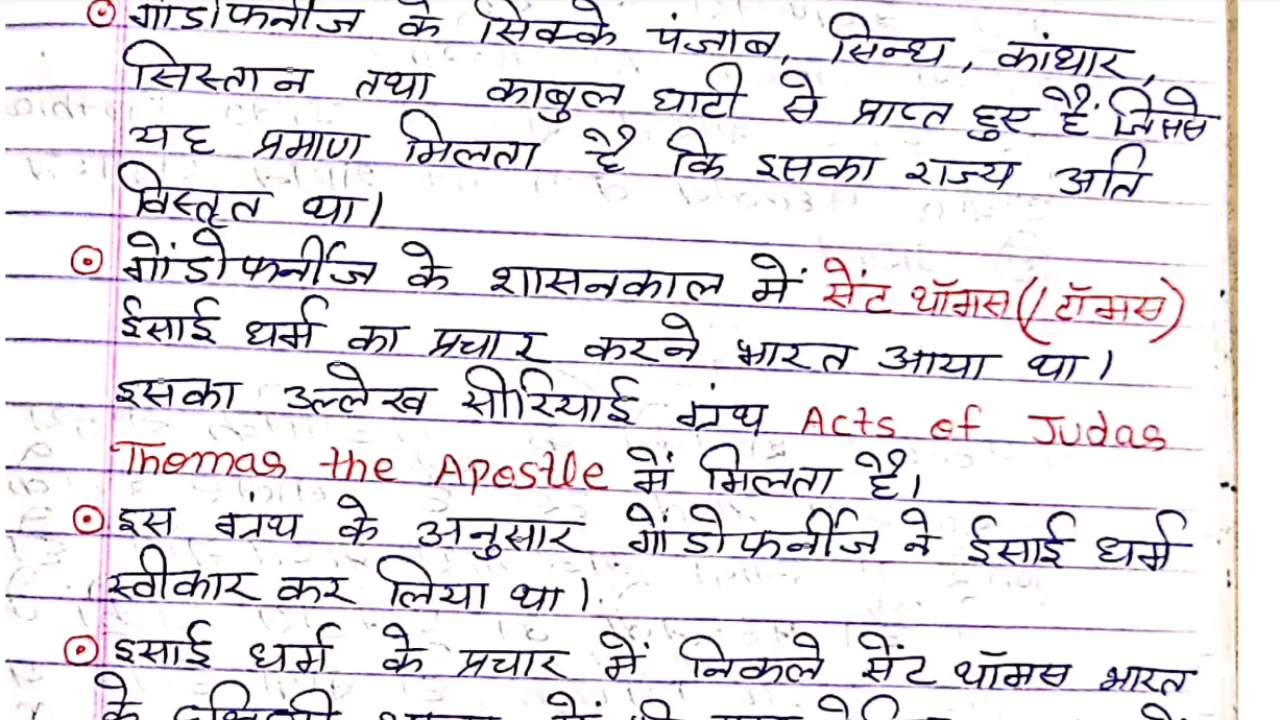 गोंडोफर्नीज के सिक्के पंजाब, सिन्ध, कांधार,
सिस्तान तथा काबुल घाटी से प्राप्त हुए हैं जिससे
यह प्रमाण मिलता है कि इसका राज्य अति
विस्तृत था।
गोंडोफर्नीज के शासनकाल में सेंट थॉमस(/टॉमस)
ईसाई धर्म का प्रचार करने भारत आया था।
इसका उल्लेख सीरियाई ग्रंथ Acts of Judas
Thomas the Apostle में मिलता है।
इस ग्रंथ के अनुसार गोंडोफर्नीज ने ईसाई धर्म
स्वीकार कर लिया था।
इसाई धर्म के प्रचार में निकले सेंट थॉमस भारत
के